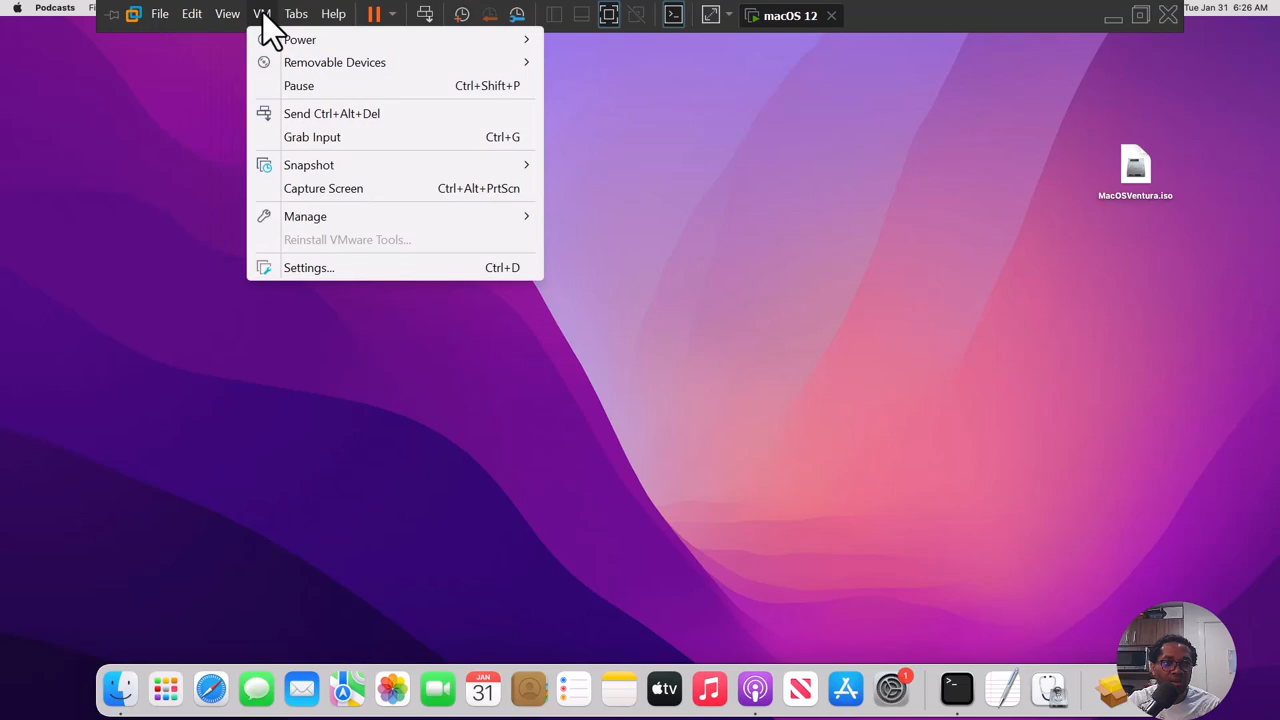 Podcasts
Fi
File Edit View VM Tabs Help
macOS 12
Tue Jan 31 6:26 AM
Power
Removable Devices
Pause Ctrl+Shift+P
Send Ctrl+Alt+Del
Grab Input Ctrl+G
Snapshot
Capture Screen Ctrl+Alt+PrtScn
Manage
Reinstall VMware Tools...
Settings... Ctrl+D
MacOSVentura.iso
JAN
31
tv
1
>_